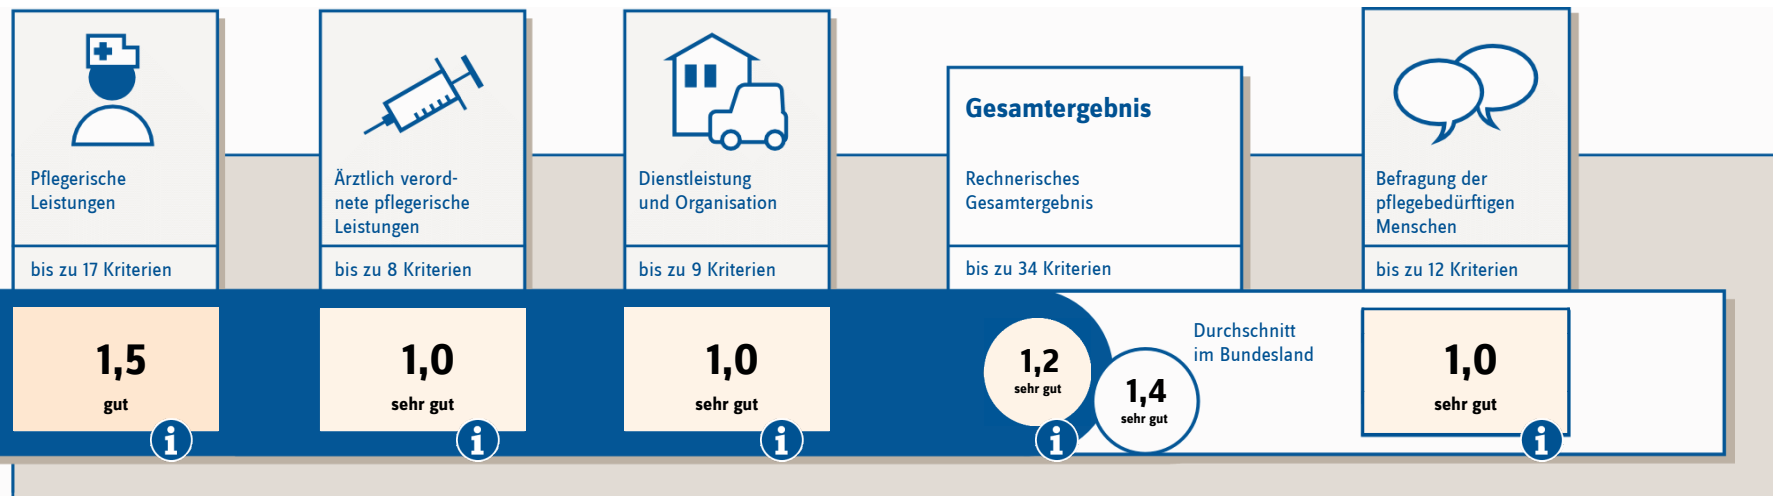 Pflegerische
Leistungen
bis zu 17 Kriterien
1,5
gut
Ärztlich verord-
nete pflegerische
Leistungen
bis zu 8 Kriterien
1,0
sehr gut
Dienstleistung
und Organisation
bis zu 9 Kriterien
1,0
sehr gut
Gesamtergebnis
Rechnerisches
Gesamtergebnis
bis zu 34 Kriterien
1,2
sehr gut
1,4
sehr gut
Durchschnitt
im Bundesland
Befragung der
pflegebedürftigen
Menschen
bis zu 12 Kriterien
1,0
sehr gut
i
i
i
i
i